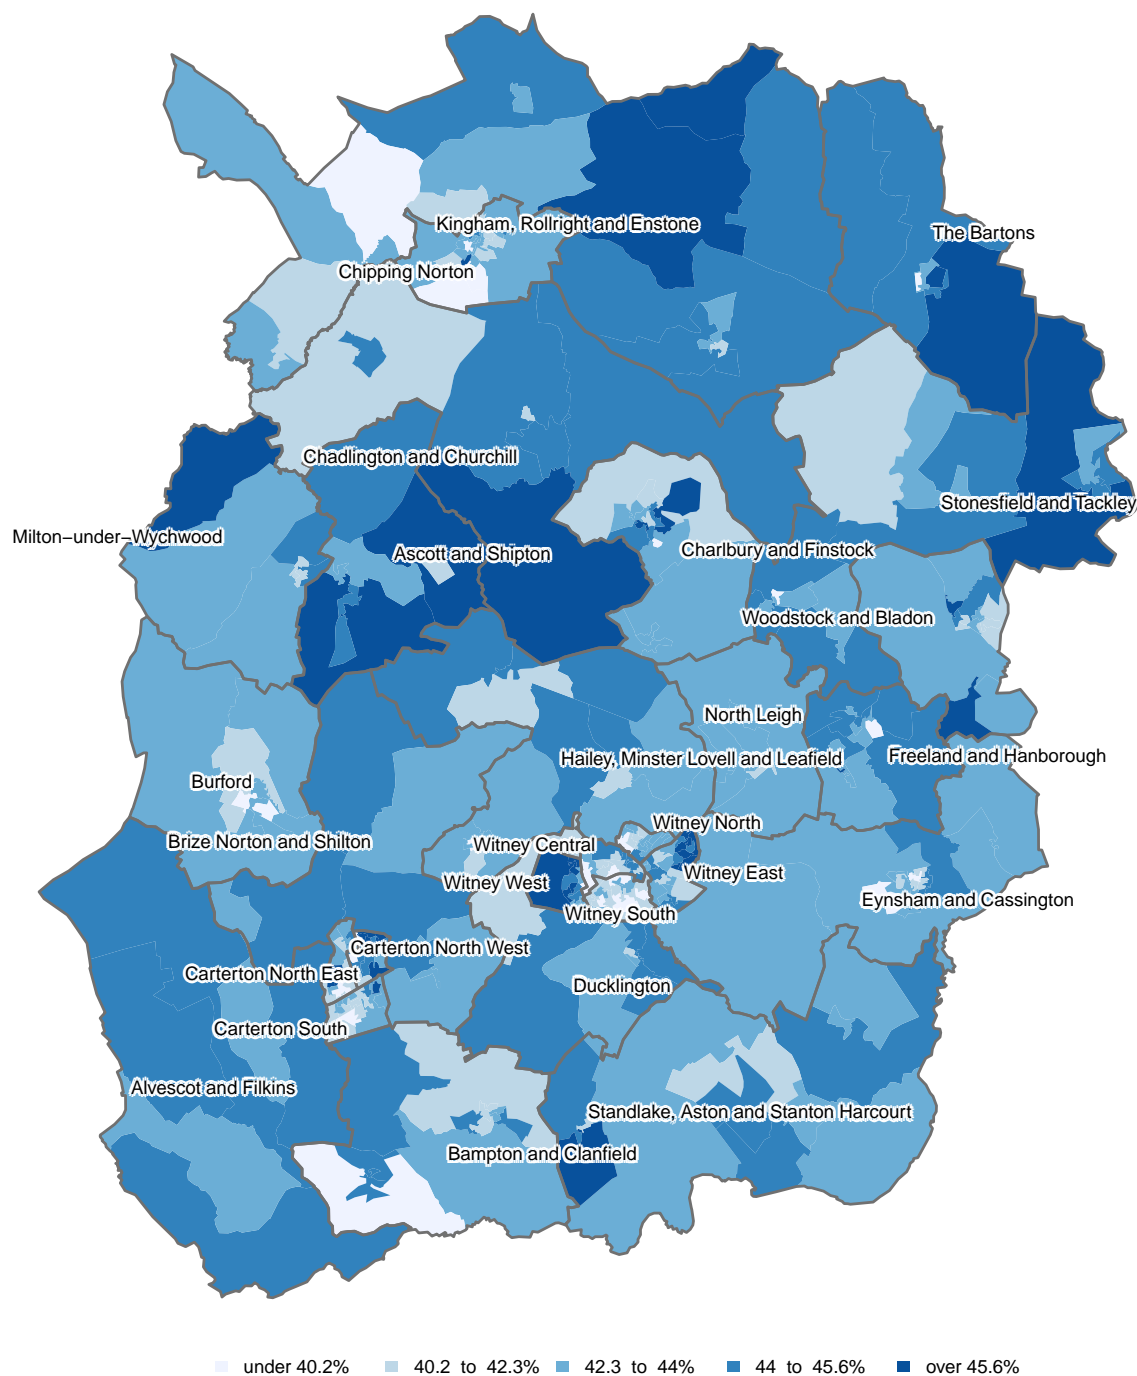 Kingham, Rollright and Enstone
The Bartons
Chipping Norton
Chadlington and Churchill
Stonesfield and Tackley
Milton−under−Wychwood
Ascott and Shipton
Charlbury and Finstock
Woodstock and Bladon
North Leigh
Hailey, Minster Lovell and Leafield
Freeland and Hanborough
Burford
Witney North
Brize Norton and Shilton
Witney Central
Witney East
Witney West
Eynsham and Cassington
Witney South
Carterton North West
Carterton North East
Ducklington
Carterton South
Alvescot and Filkins
Standlake, Aston and Stanton Harcourt
Bampton and Clanfield
under 40.2%
40.2 to 42.3%
42.3 to 44%
44 to 45.6%
over 45.6%